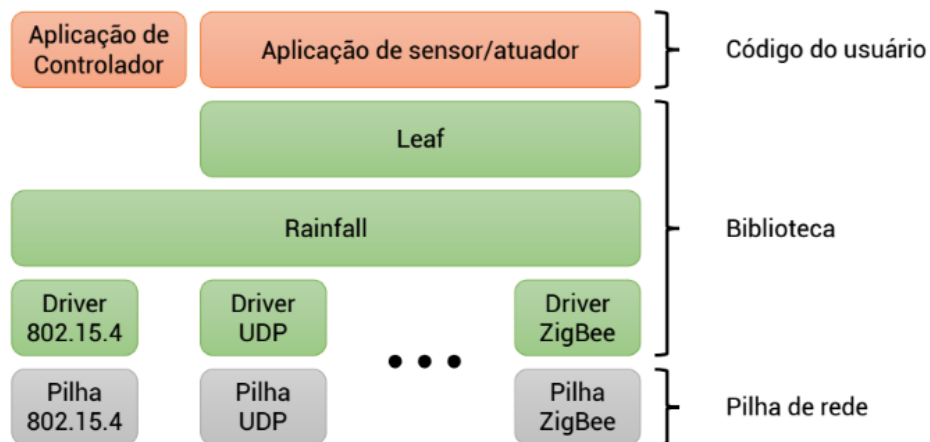 Aplicação de
Controlador
Aplicação de sensor/atuador
Código do usuário
Leaf
Rainfall
Biblioteca
Driver
802.15.4
Driver
UDP
Driver
ZigBee
Pilha
802.15.4
Pilha
UDP
Pilha
ZigBee
Pilha de rede